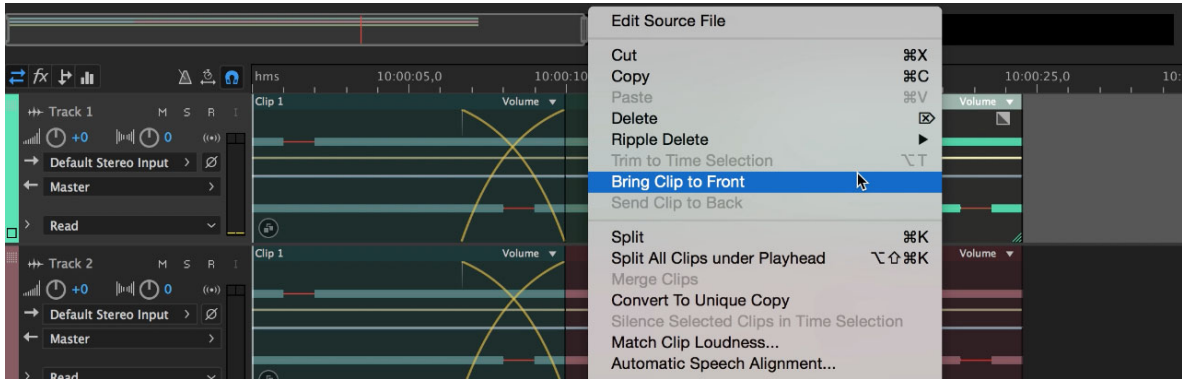 hms 10:00:05,0 10:00:10 10:00:25,0 10:
Track 1 M S R I
+0 0
Default Stereo Input >
Master >
> Read
Clip 1 Volume
Volume
Track 2 M S R I
+0 0
Default Stereo Input >
Master >
Read
Clip 1 Volume
Volume
Edit Source File
Cut ⌘X
Copy ⌘C
Paste ⌘V
Delete ⌦
Ripple Delete ▶
Trim to Time Selection ⌥T
Bring Clip to Front
Send Clip to Back
Split ⌘K
Split All Clips under Playhead ⌥⇧⌘K
Merge Clips
Convert To Unique Copy
Silence Selected Clips in Time Selection
Match Clip Loudness...
Automatic Speech Alignment...